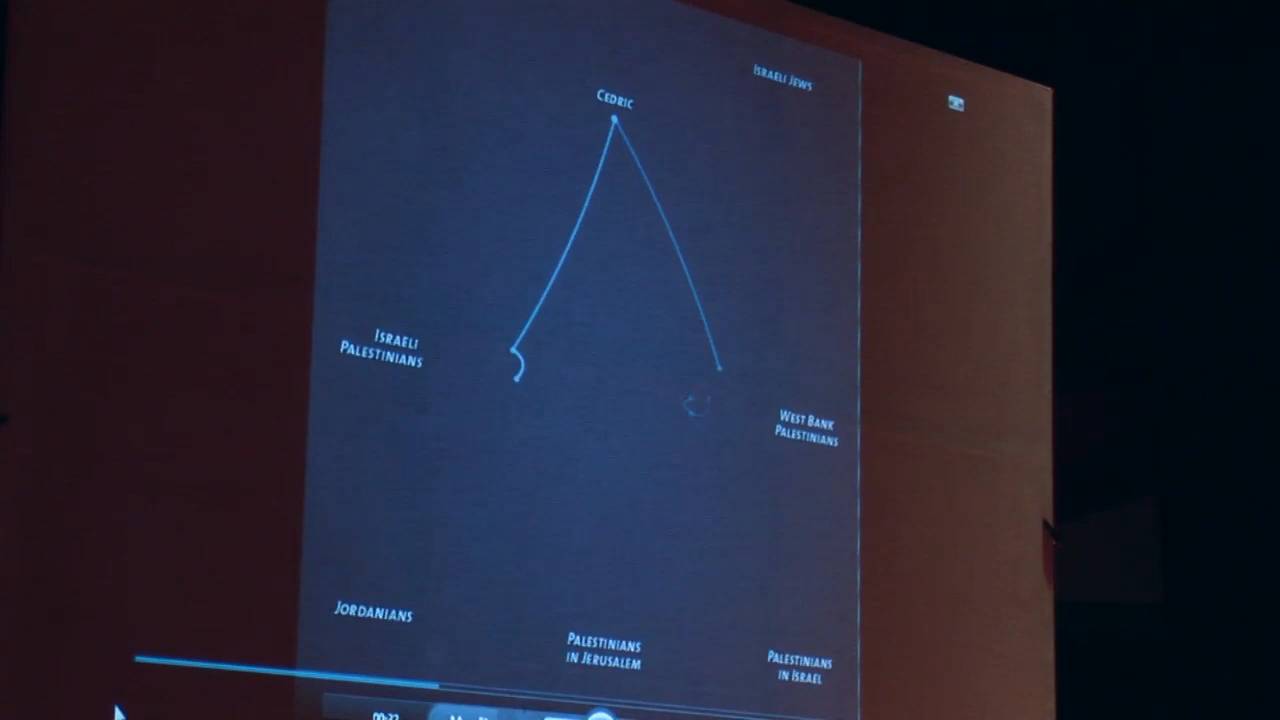 ISRAELI JEWS
CEDRIC
ISRAELI
PALESTINIANS
WEST BANK
PALESTINIANS
JORDANIANS
PALESTINIANS
IN JERUSALEM
PALESTINIANS
IN ISRAEL